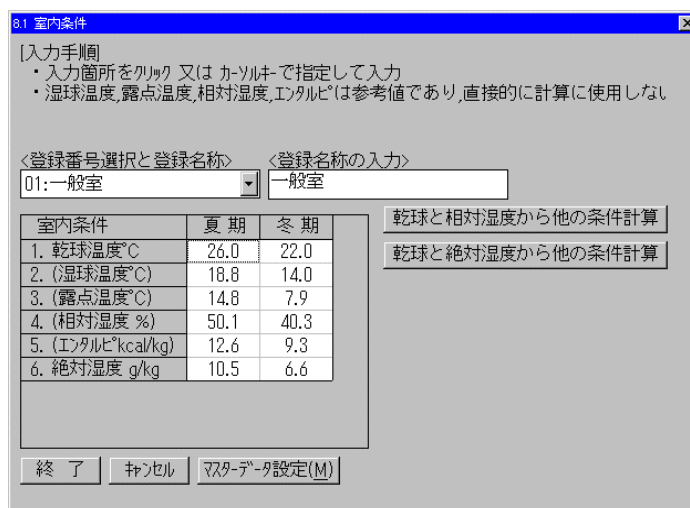 8.1 室内条件
[入力手順]
・入力箇所をｸﾘｯｸ 又は ｶｰｿﾙｷｰで指定して入力
・湿球温度,露点温度,相対湿度,ｴﾝﾀﾙﾋﾟは参考値であり,直接的に計算に使用しない
<登録番号選択と登録名称> <登録名称の入力>
01:一般室 一般室
乾球と相対湿度から他の条件計算
室内条件 夏 期 冬 期
乾球と絶対湿度から他の条件計算
1. 乾球温度℃ 26.0 22.0
2. (湿球温度℃) 18.8 14.0
3. (露点温度℃) 14.8 7.9
4. (相対湿度 %) 50.1 40.3
5. (ｴﾝﾀﾙﾋﾟkcal/kg) 12.6 9.3
6. 絶対湿度 g/kg 10.5 6.6
終 了 ｷｬﾝｾﾙ ﾏｽﾀｰﾃﾞｰﾀ設定(M)